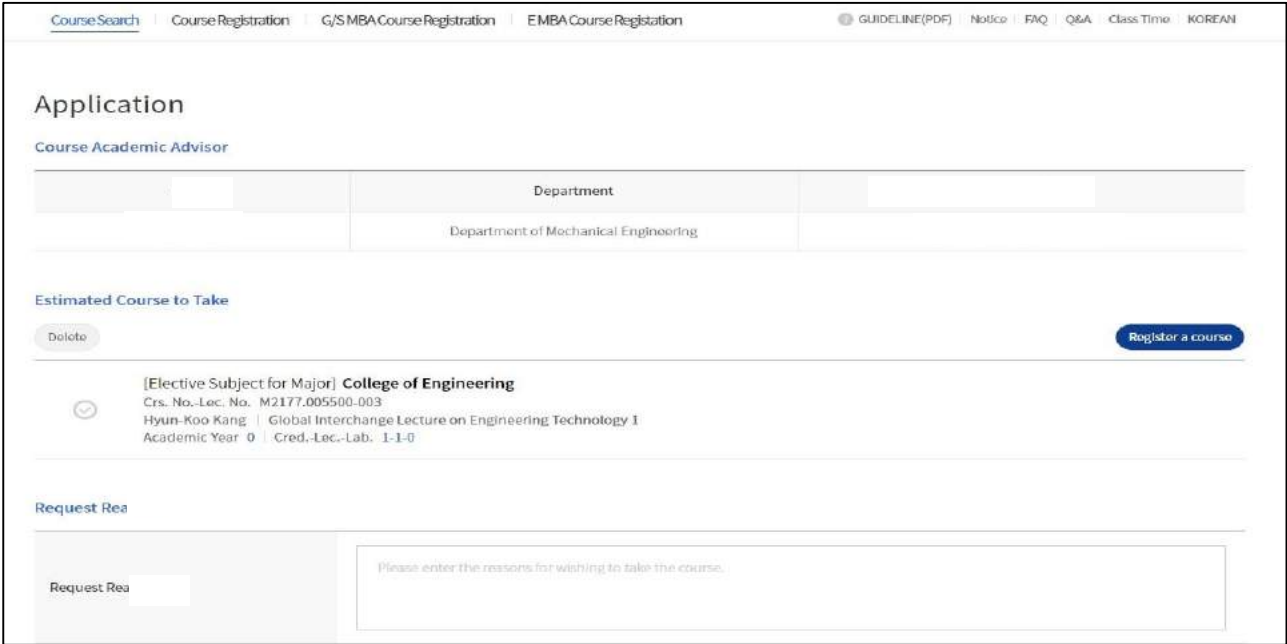 Course Search Course Registration G/S MBA Course Registration E MBA Course Registation GUIDELINE(PDF) Notice FAQ Q&A Class Time KOREAN
Application
Course Academic Advisor
Department
Department of Mechanical Engineering
Estimated Course to Take
Delete Register a course
[Elective Subject for Major] College of Engineering
Crs. No.-Lec. No. M2177.005500-003
Hyun-Koo Kang | Global Interchange Lecture on Engineering Technology I
Academic Year 0 | Cred.-Lec.-Lab. 1-1-0
Request Rea
Please enter the reasons for wishing to take the course.
Request Rea